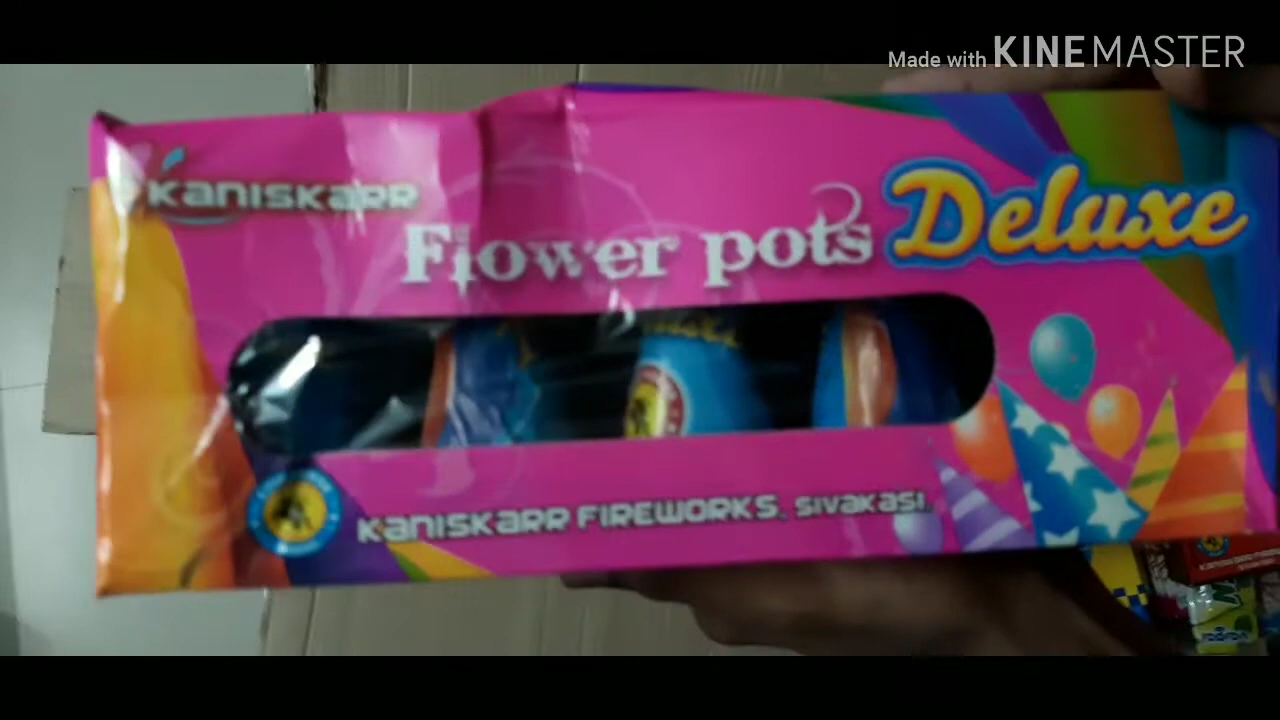 Made with KINEMASTER
KANISKARR
Flower pots Deluxe
KANISKARR FIREWORKS, SIVAKASI.